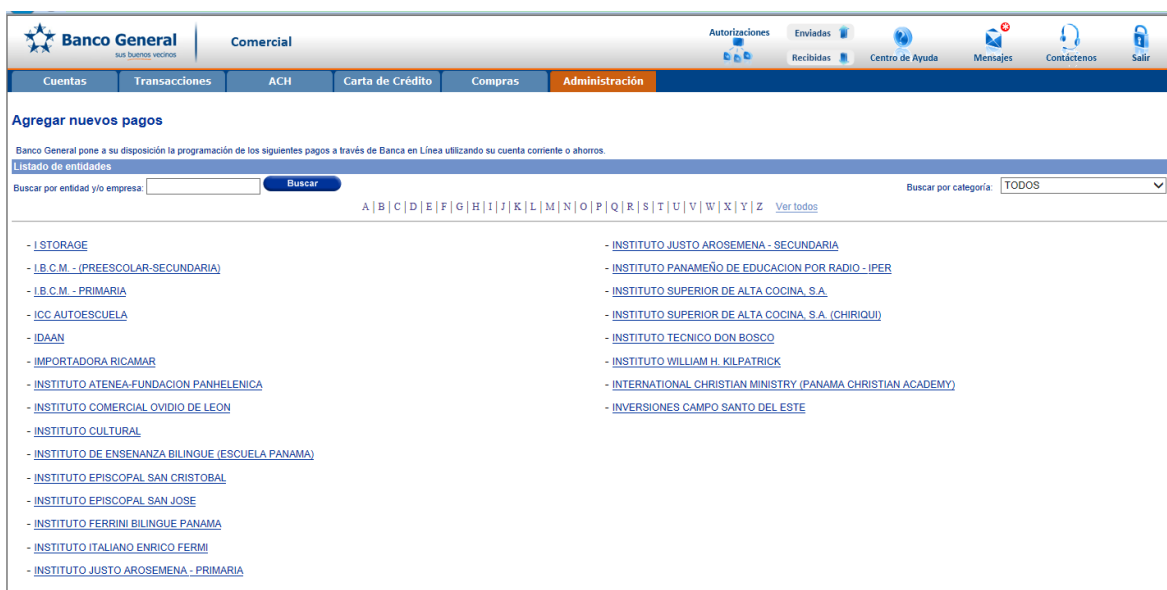 Banco General
sus buenos vecinos
Comercial
Autorizaciones
Enviadas
Recibidas
Centro de Ayuda
Mensajes
Contáctenos
Salir
Cuentas
Transacciones
ACH
Carta de Crédito
Compras
Administración
Agregar nuevos pagos
Banco General pone a su disposición la programación de los siguientes pagos a través de Banca en Línea utilizando su cuenta corriente o ahorros.
Listado de entidades
Buscar por entidad y/o empresa:
Buscar
Buscar por categoría:
TODOS
A | B | C | D | E | F | G | H | I | J | K | L | M | N | O | P | Q | R | S | T | U | V | W | X | Y | Z Ver todos
- I STORAGE
- I.B.C.M. - (PREESCOLAR-SECUNDARIA)
- I.B.C.M. - PRIMARIA
- ICC AUTOESCUELA
- IDAAN
- IMPORTADORA RICAMAR
- INSTITUTO ATENEA-FUNDACION PANHELENICA
- INSTITUTO COMERCIAL OVIDIO DE LEON
- INSTITUTO CULTURAL
- INSTITUTO DE ENSENANZA BILINGUE (ESCUELA PANAMA)
- INSTITUTO EPISCOPAL SAN CRISTOBAL
- INSTITUTO EPISCOPAL SAN JOSE
- INSTITUTO FERRINI BILINGUE PANAMA
- INSTITUTO ITALIANO ENRICO FERMI
- INSTITUTO JUSTO AROSEMENA - PRIMARIA
- INSTITUTO JUSTO AROSEMENA - SECUNDARIA
- INSTITUTO PANAMEÑO DE EDUCACION POR RADIO - IPER
- INSTITUTO SUPERIOR DE ALTA COCINA, S.A.
- INSTITUTO SUPERIOR DE ALTA COCINA, S.A. (CHIRIQUI)
- INSTITUTO TECNICO DON BOSCO
- INSTITUTO WILLIAM H. KILPATRICK
- INTERNATIONAL CHRISTIAN MINISTRY (PANAMA CHRISTIAN ACADEMY)
- INVERSIONES CAMPO SANTO DEL ESTE